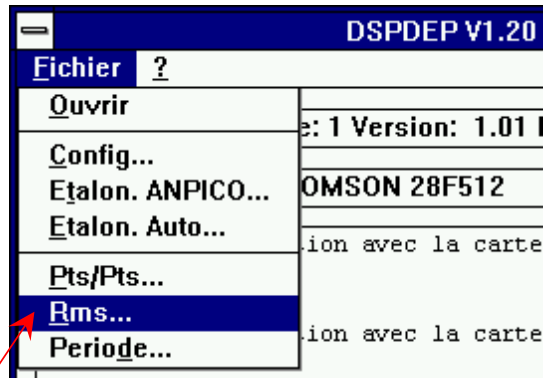 DSPDEP V1.20
Fichier ?
Ouvrir
e: 1 Version: 1.01
Config...
Etalon. ANPICO...
OMSON 28F512
Etalon. Auto...
ion avec la carte
Pts/Pts...
Rms...
ion avec la carte
Periode...